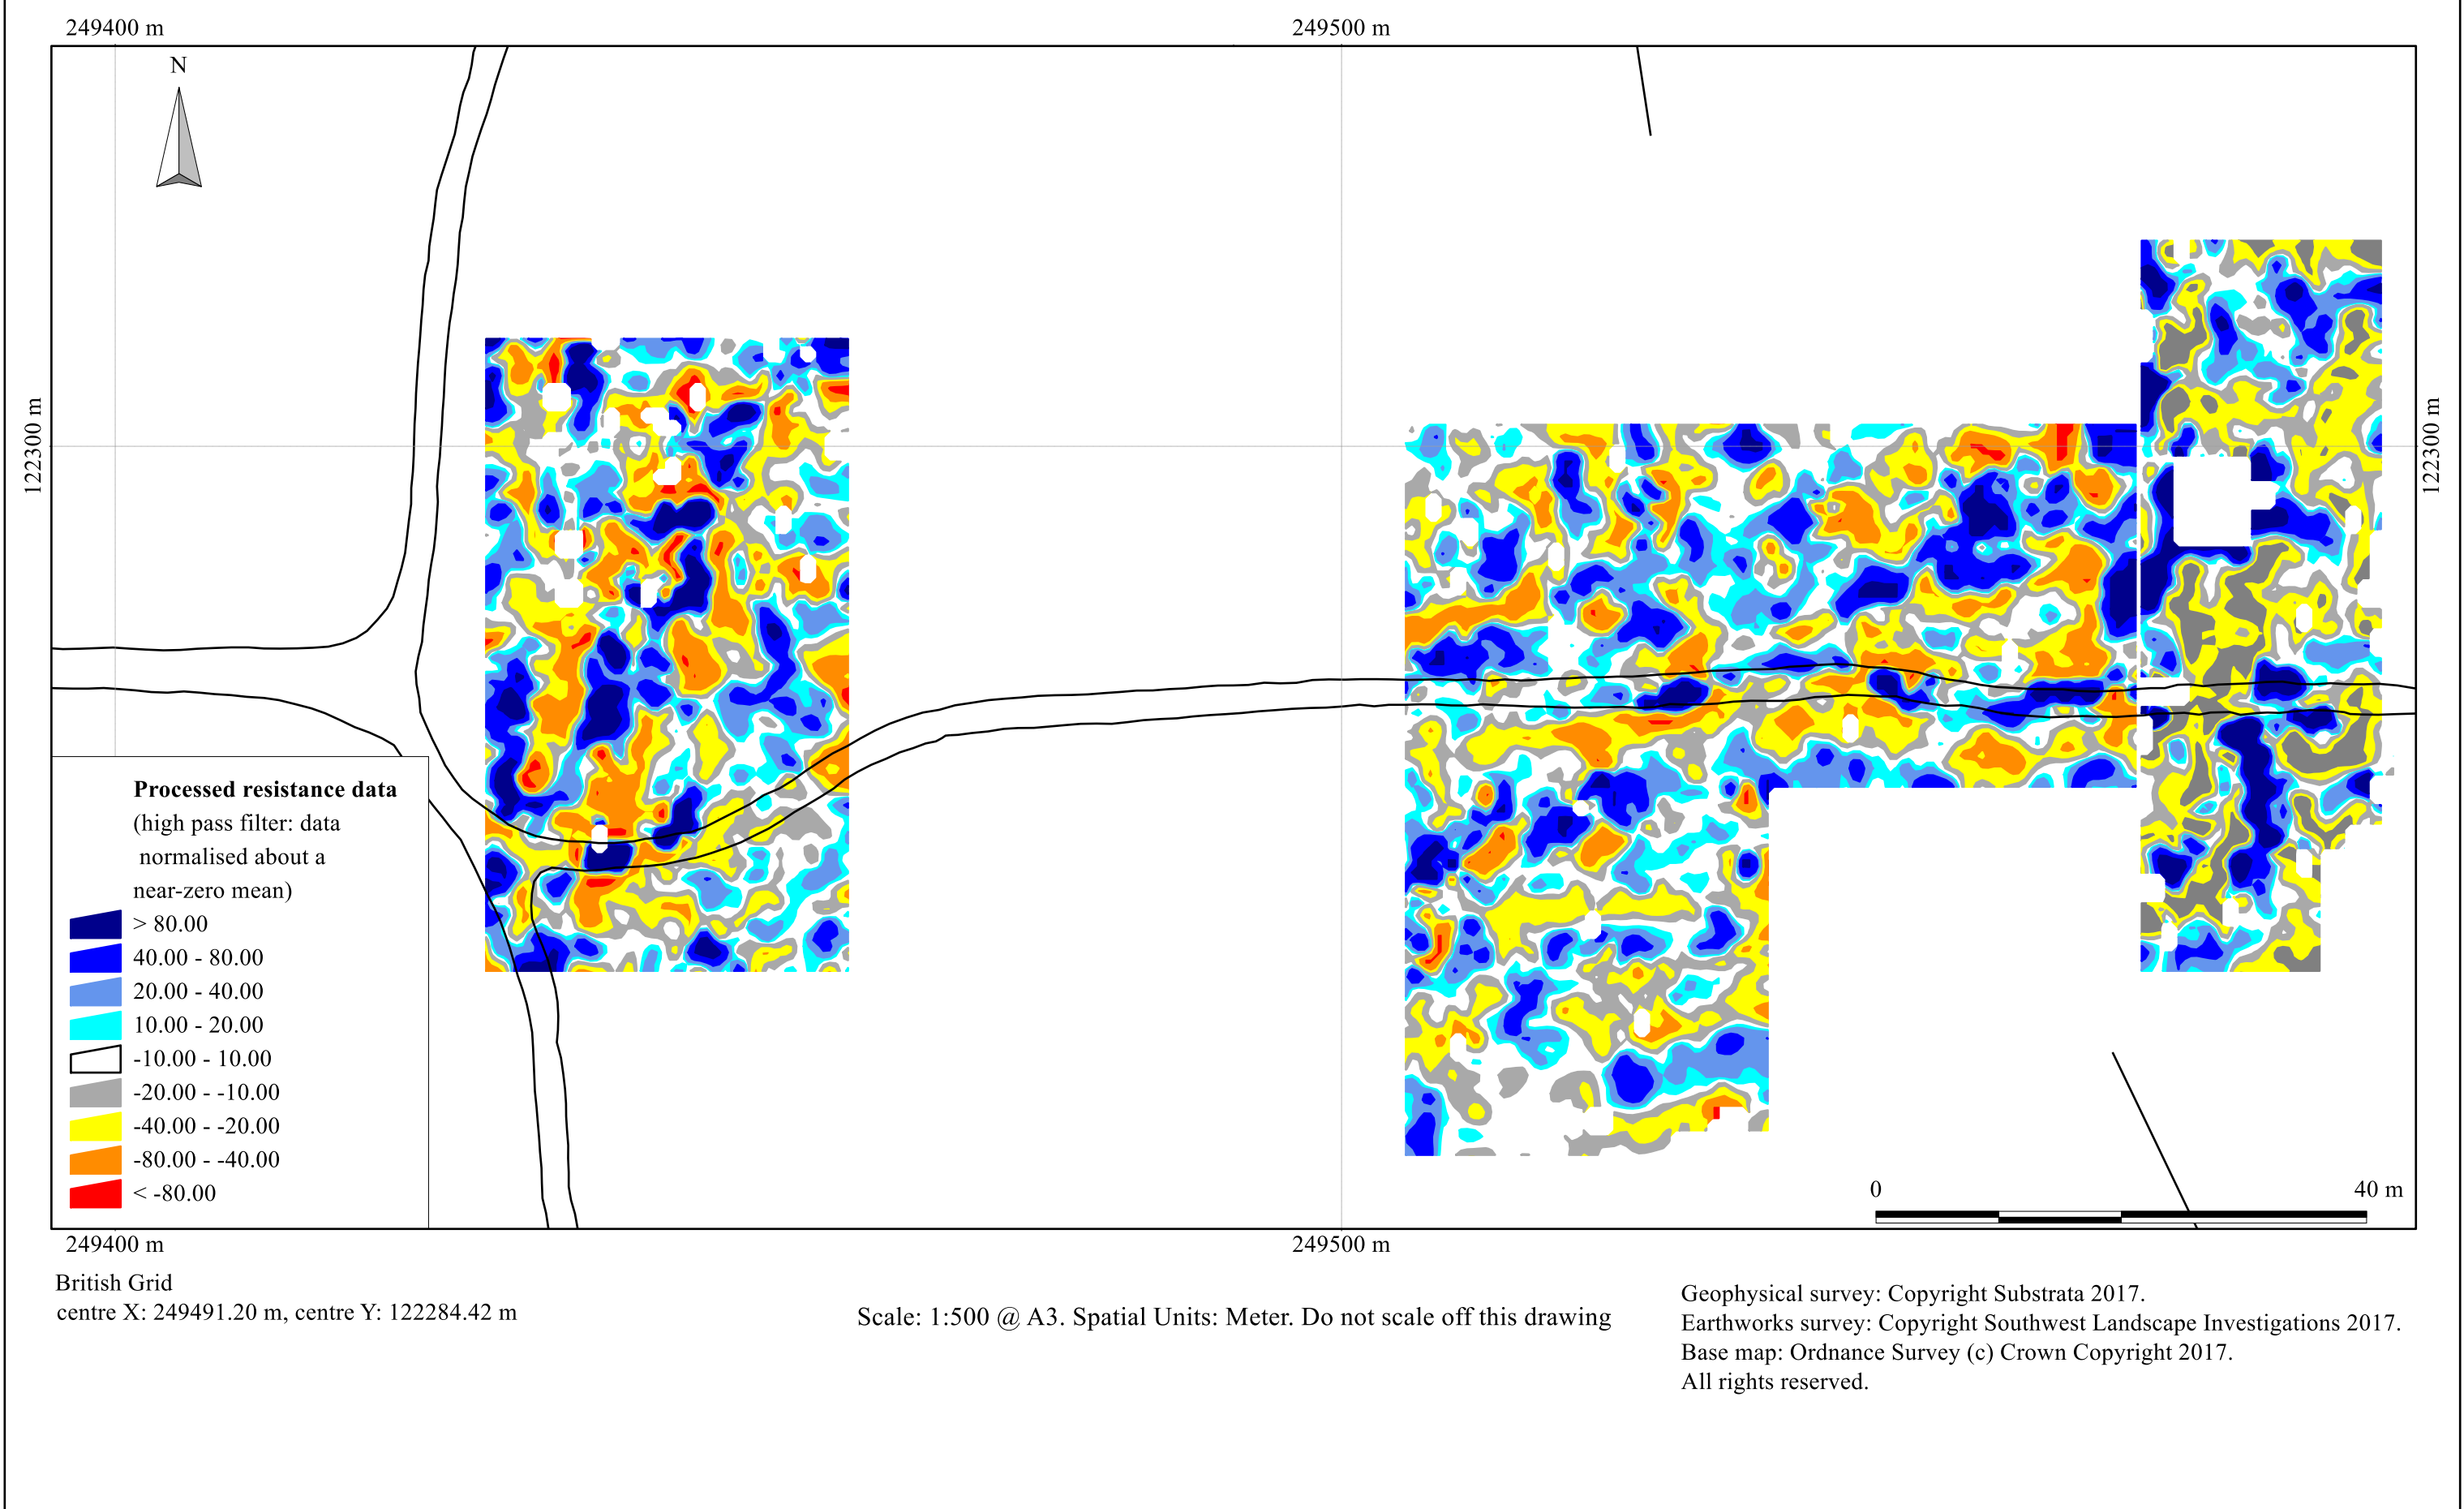 249400 m
249500 m
N
122300 m
122300 m
Processed resistance data
(high pass filter: data
normalised about a
near-zero mean)
> 80.00
40.00 - 80.00
20.00 - 40.00
10.00 - 20.00
-10.00 - 10.00
-20.00 - -10.00
-40.00 - -20.00
-80.00 - -40.00
< -80.00
0 40 m
249400 m
249500 m
British Grid
centre X: 249491.20 m, centre Y: 122284.42 m
Scale: 1:500 @ A3. Spatial Units: Meter. Do not scale off this drawing
Geophysical survey: Copyright Substrata 2017.
Earthworks survey: Copyright Southwest Landscape Investigations 2017.
Base map: Ordnance Survey (c) Crown Copyright 2017.
All rights reserved.